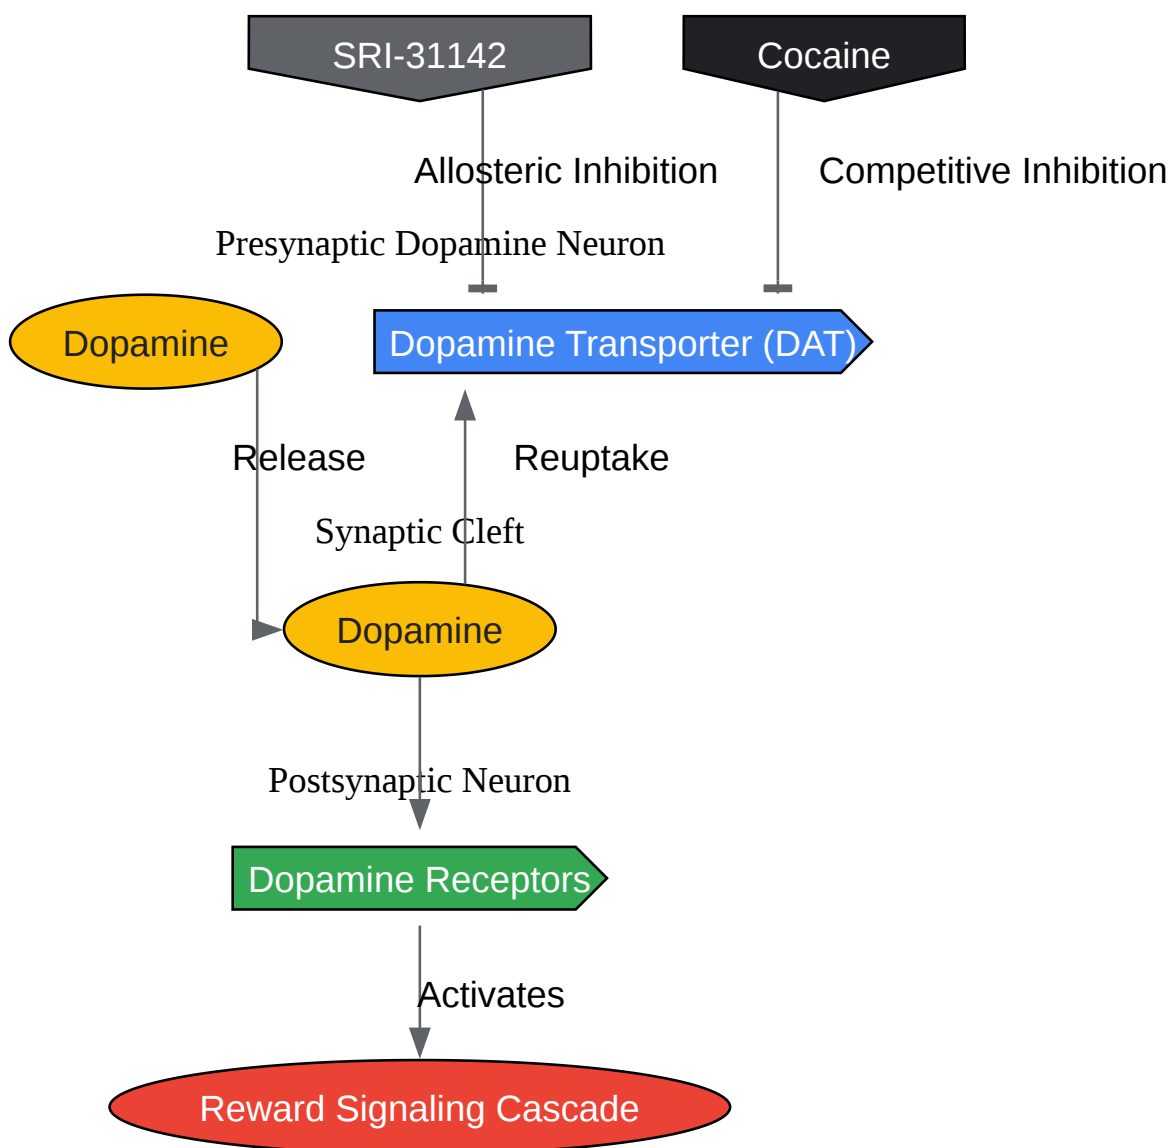 SRI-31142
Cocaine
Allosteric Inhibition
Competitive Inhibition
Presynaptic Dopamine Neuron
Dopamine
Dopamine Transporter (DAT)
Release
Reuptake
Synaptic Cleft
Dopamine
Postsynaptic Neuron
Dopamine Receptors
Activates
Reward Signaling Cascade